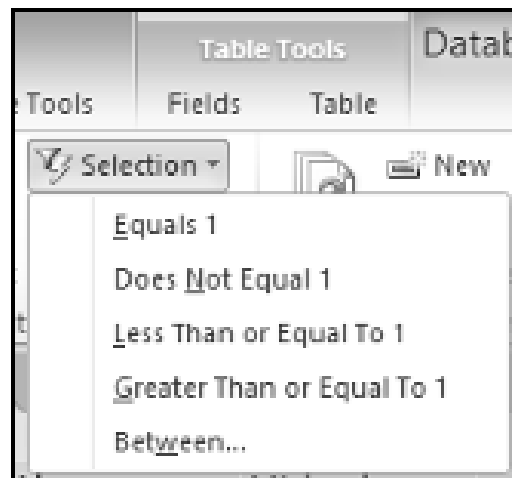 Table Tools Datab
Tools Fields Table
Selection New
Equals 1
Does Not Equal 1
Less Than or Equal To 1
Greater Than or Equal To 1
Between...